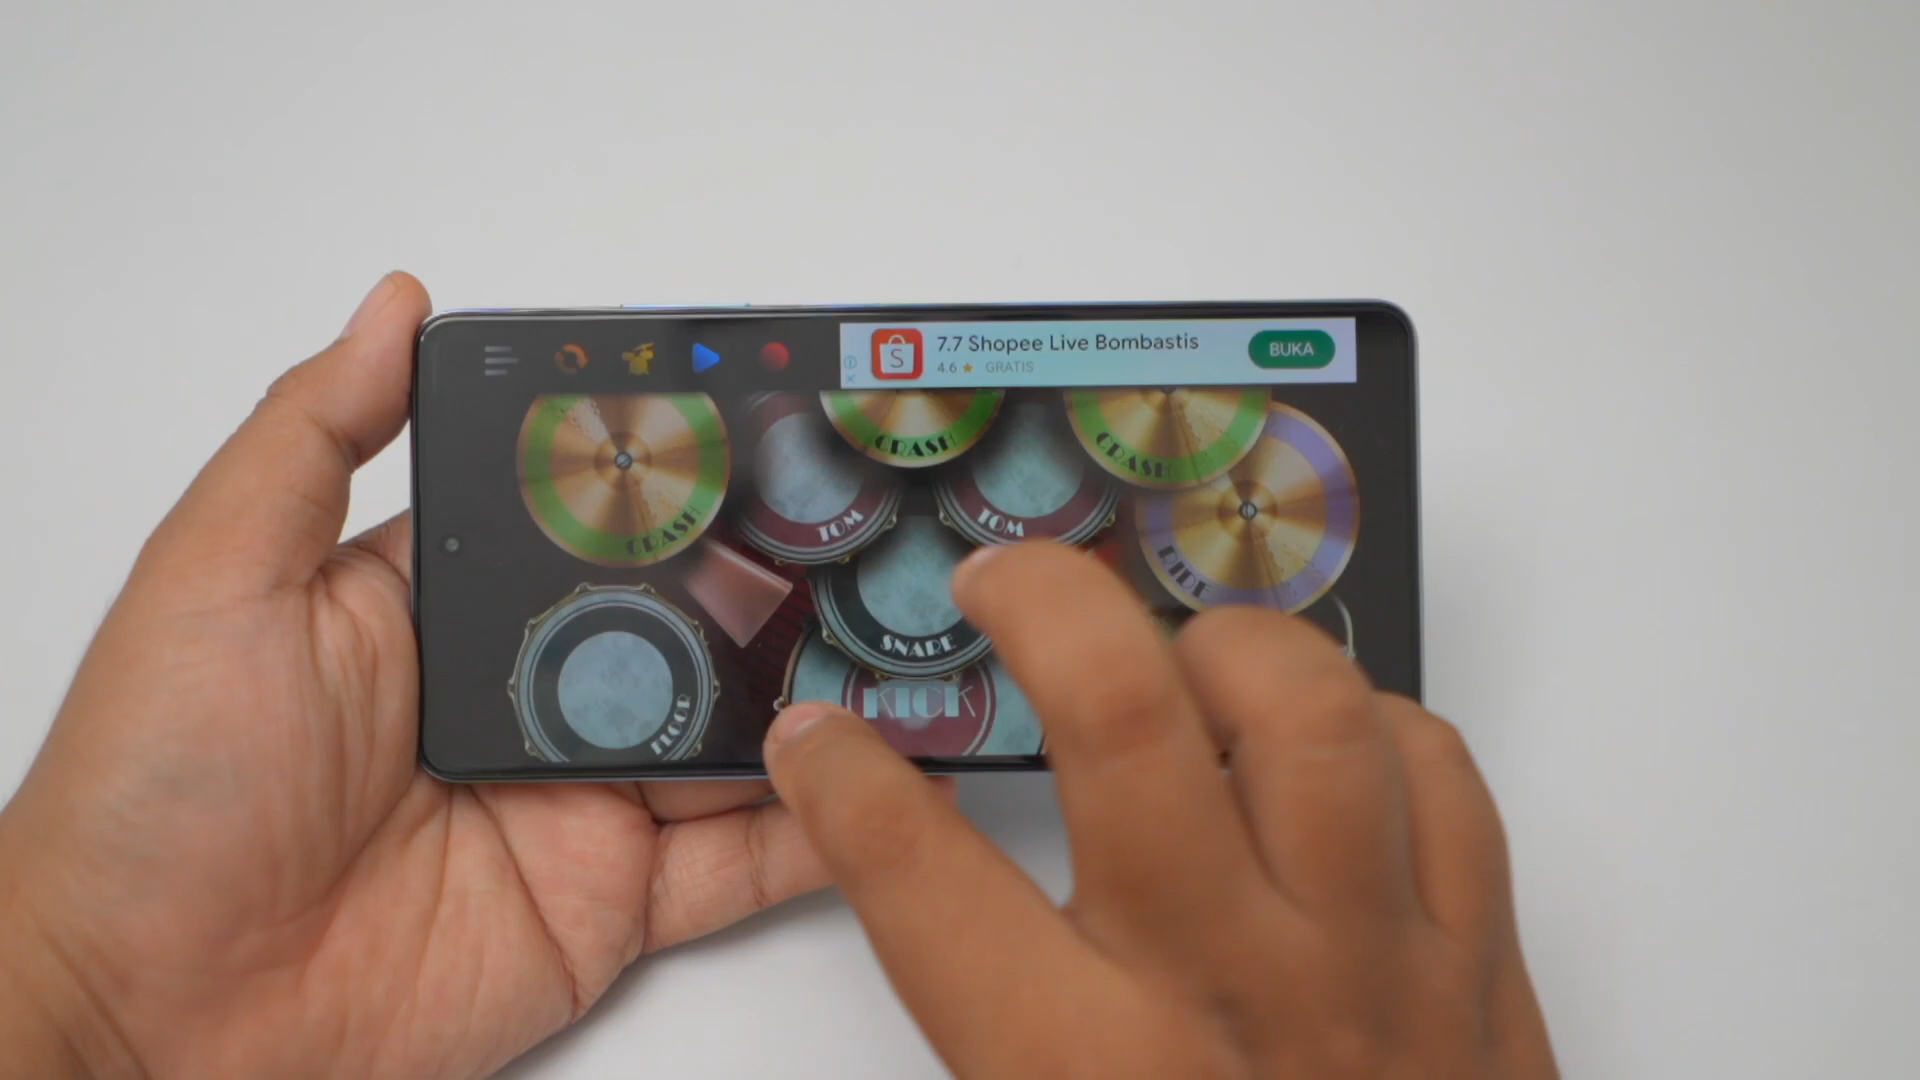 7.7 Shopee Live Bombastis
4.6 ★ GRATIS
BUKA
S
CRASH
CRASH
CRASH
TOM
TOM
RIDE
SNARE
KICK
FLOOR